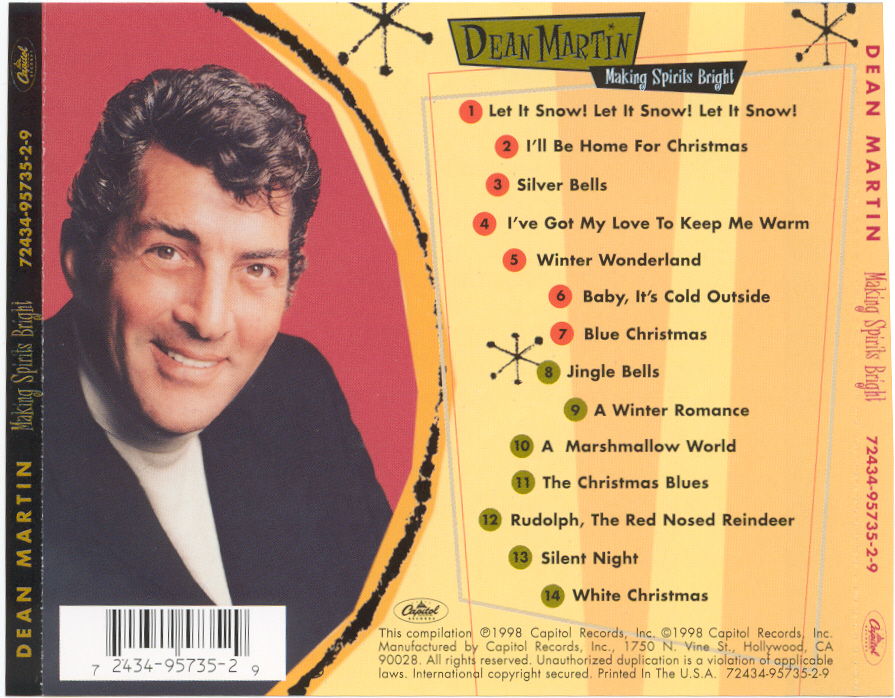 Capitol
RECORDS
72434-95735-2-9
Making Spirits Bright
DEAN MARTIN
DEAN MARTIN
Making Spirits Bright
1 Let It Snow! Let It Snow! Let It Snow!
2 I'll Be Home For Christmas
3 Silver Bells
4 I've Got My Love To Keep Me Warm
5 Winter Wonderland
6 Baby, It's Cold Outside
7 Blue Christmas
8 Jingle Bells
9 A Winter Romance
10 A Marshmallow World
11 The Christmas Blues
12 Rudolph, The Red Nosed Reindeer
13 Silent Night
14 White Christmas
Capitol
RECORDS
This compilation ℗1998 Capitol Records, Inc. ©1998 Capitol Records, Inc.
Manufactured by Capitol Records, Inc., 1750 N. Vine St., Hollywood, CA
90028. All rights reserved. Unauthorized duplication is a violation of applicable
laws. International copyright secured. Printed In The U.S.A. 72434-95735-2-9
7 2434-95735-2 9
DEAN MARTIN
Making Spirits Bright
72434-95735-2-9